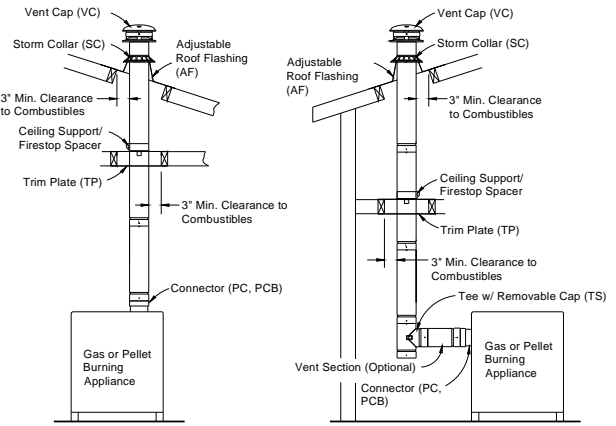 Vent Cap (VC)
Storm Collar (SC)
Adjustable
Roof Flashing
(AF)
3" Min. Clearance
to Combustibles
Ceiling Support/
Firestop Spacer
Trim Plate (TP)
3" Min. Clearance to
Combustibles
Connector (PC, PCB)
Gas or Pellet
Burning
Appliance
Vent Cap (VC)
Storm Collar (SC)
Adjustable
Roof Flashing
(AF)
3" Min. Clearance
to Combustibles
Ceiling Support/
Firestop Spacer
Trim Plate (TP)
3" Min. Clearance to
Combustibles
Tee w/ Removable Cap (TS)
Vent Section (Optional)
Connector (PC,
PCB)
Gas or Pellet
Burning
Appliance